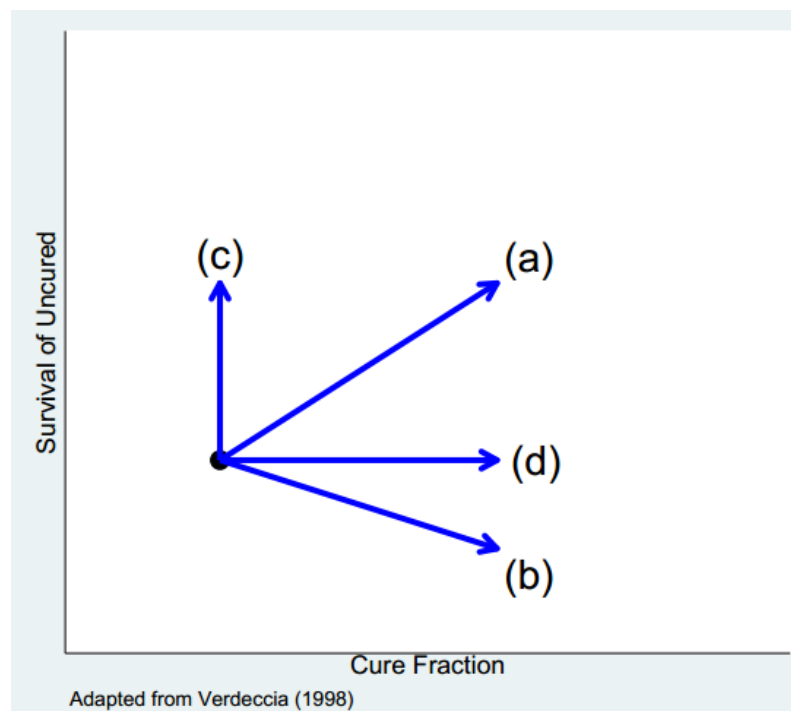 (c)
(a)
(d)
(b)
Survival of Uncured
Cure Fraction
Adapted from Verdeccia (1998)